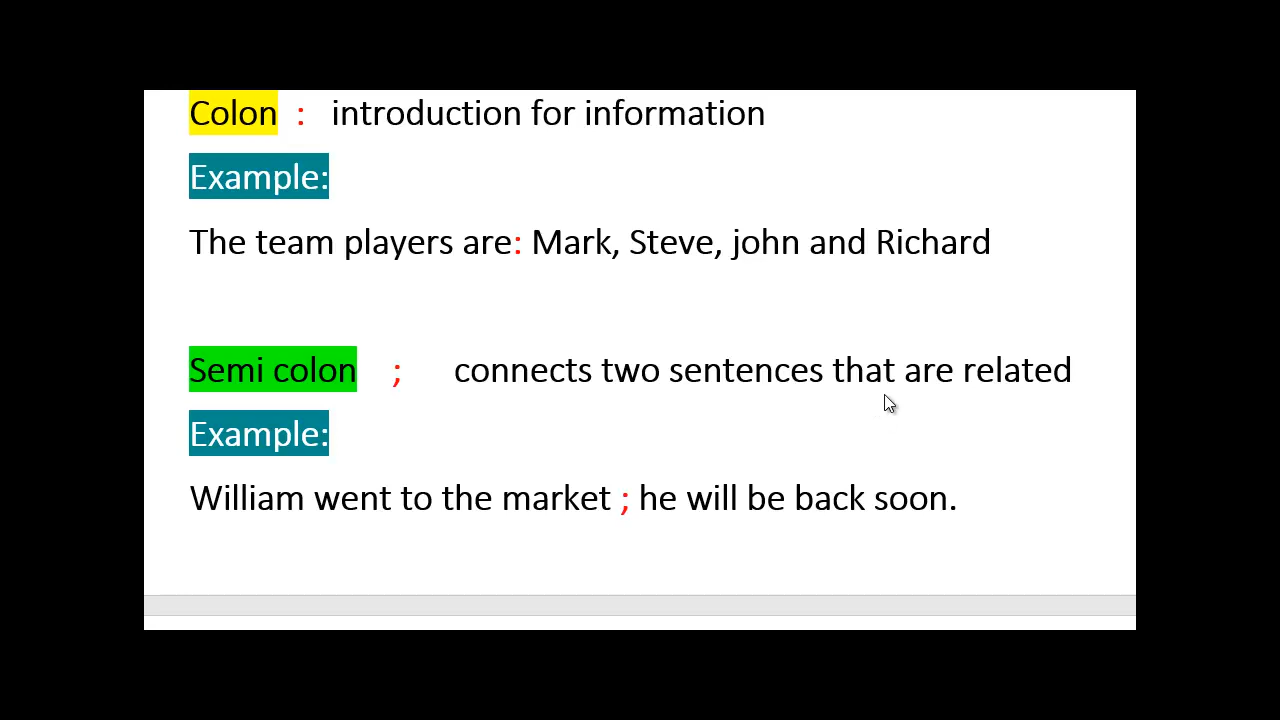 Colon : introduction for information
Example:
The team players are: Mark, Steve, john and Richard
Semi colon ; connects two sentences that are related
Example:
William went to the market ; he will be back soon.